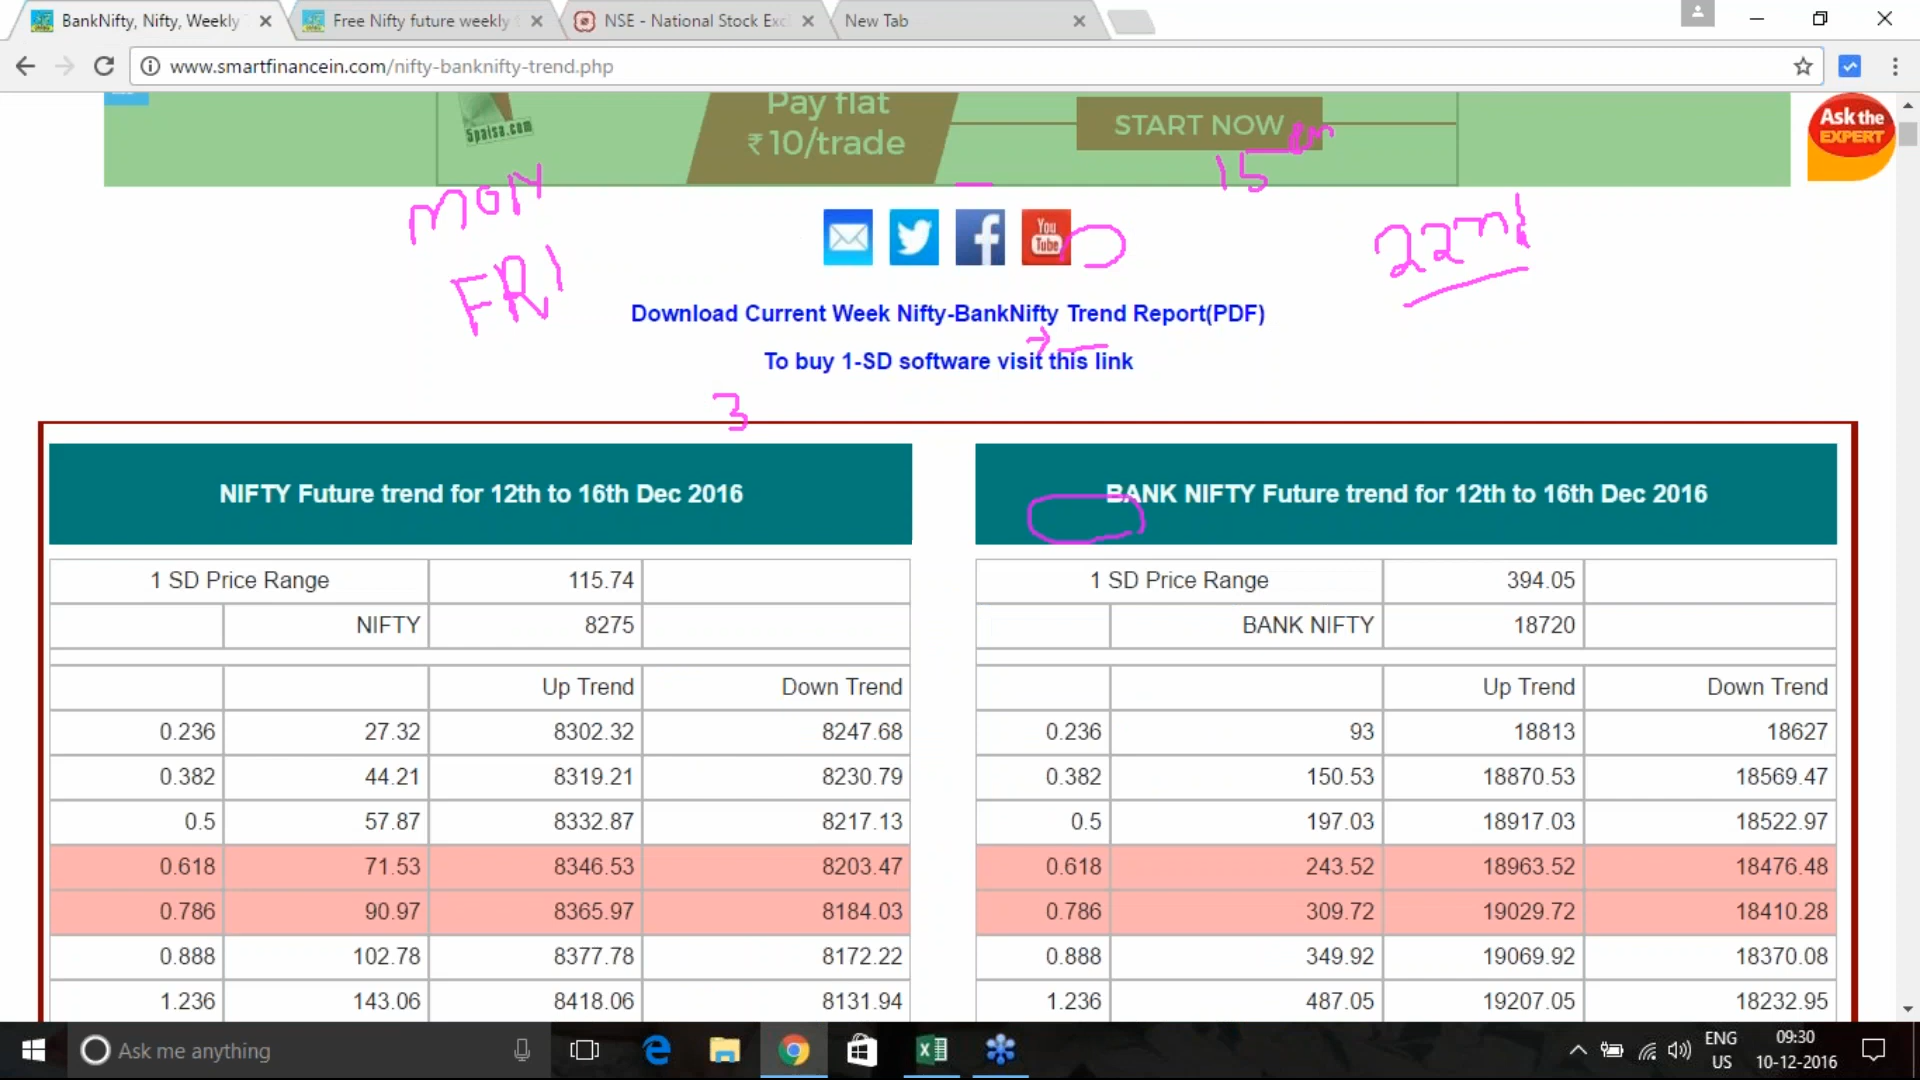 BankNifty, Nifty, Weekly
Free Nifty future weekly
NSE - National Stock Exc
New Tab
www.smartfinancein.com/nifty-banknifty-trend.php
5paisa.com
Pay flat
₹10/trade
START NOW
Ask the
EXPERT
MON
15
22nd
FRI
You
Tube
Download Current Week Nifty-BankNifty Trend Report(PDF)
To buy 1-SD software visit this link
3
NIFTY Future trend for 12th to 16th Dec 2016
1 SD Price Range 115.74
NIFTY 8275
Up Trend Down Trend
0.236 27.32 8302.32 8247.68
0.382 44.21 8319.21 8230.79
0.5 57.87 8332.87 8217.13
0.618 71.53 8346.53 8203.47
0.786 90.97 8365.97 8184.03
0.888 102.78 8377.78 8172.22
1.236 143.06 8418.06 8131.94
BANK NIFTY Future trend for 12th to 16th Dec 2016
1 SD Price Range 394.05
BANK NIFTY 18720
Up Trend Down Trend
0.236 93 18813 18627
0.382 150.53 18870.53 18569.47
0.5 197.03 18917.03 18522.97
0.618 243.52 18963.52 18476.48
0.786 309.72 19029.72 18410.28
0.888 349.92 19069.92 18370.08
1.236 487.05 19207.05 18232.95
Ask me anything
ENG
US
09:30
10-12-2016